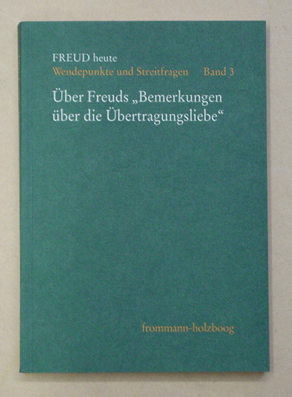 FREUD heute
Wendepunkte und Streitfragen Band 3
Über Freuds „Bemerkungen
über die Übertragungsliebe“
frommann-holzboog